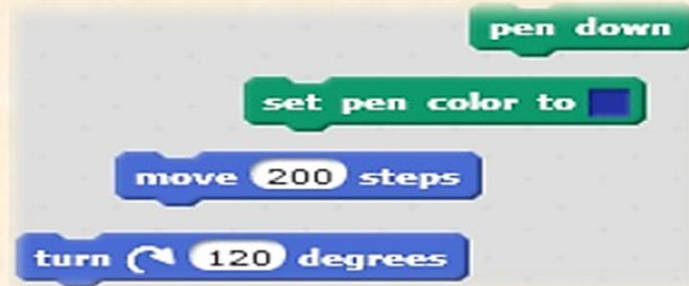 pen down
set pen color to
move 200 steps
turn 120 degrees